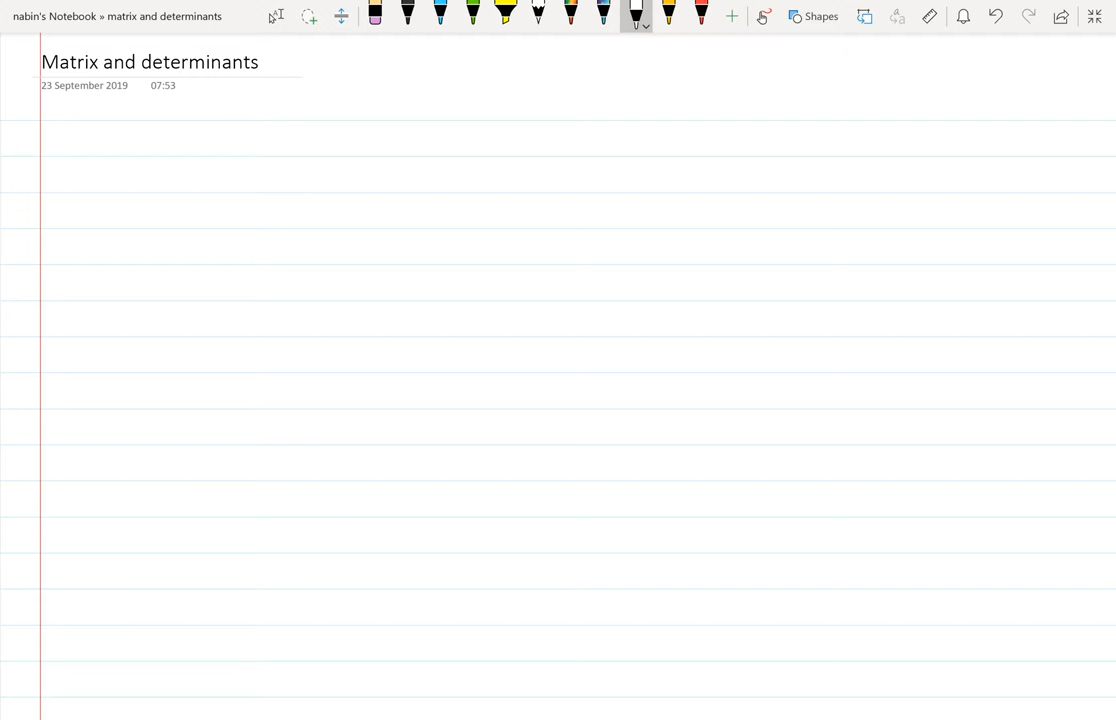 nabin's Notebook » matrix and determinants
Shapes
Matrix and determinants
23 September 2019 07:53